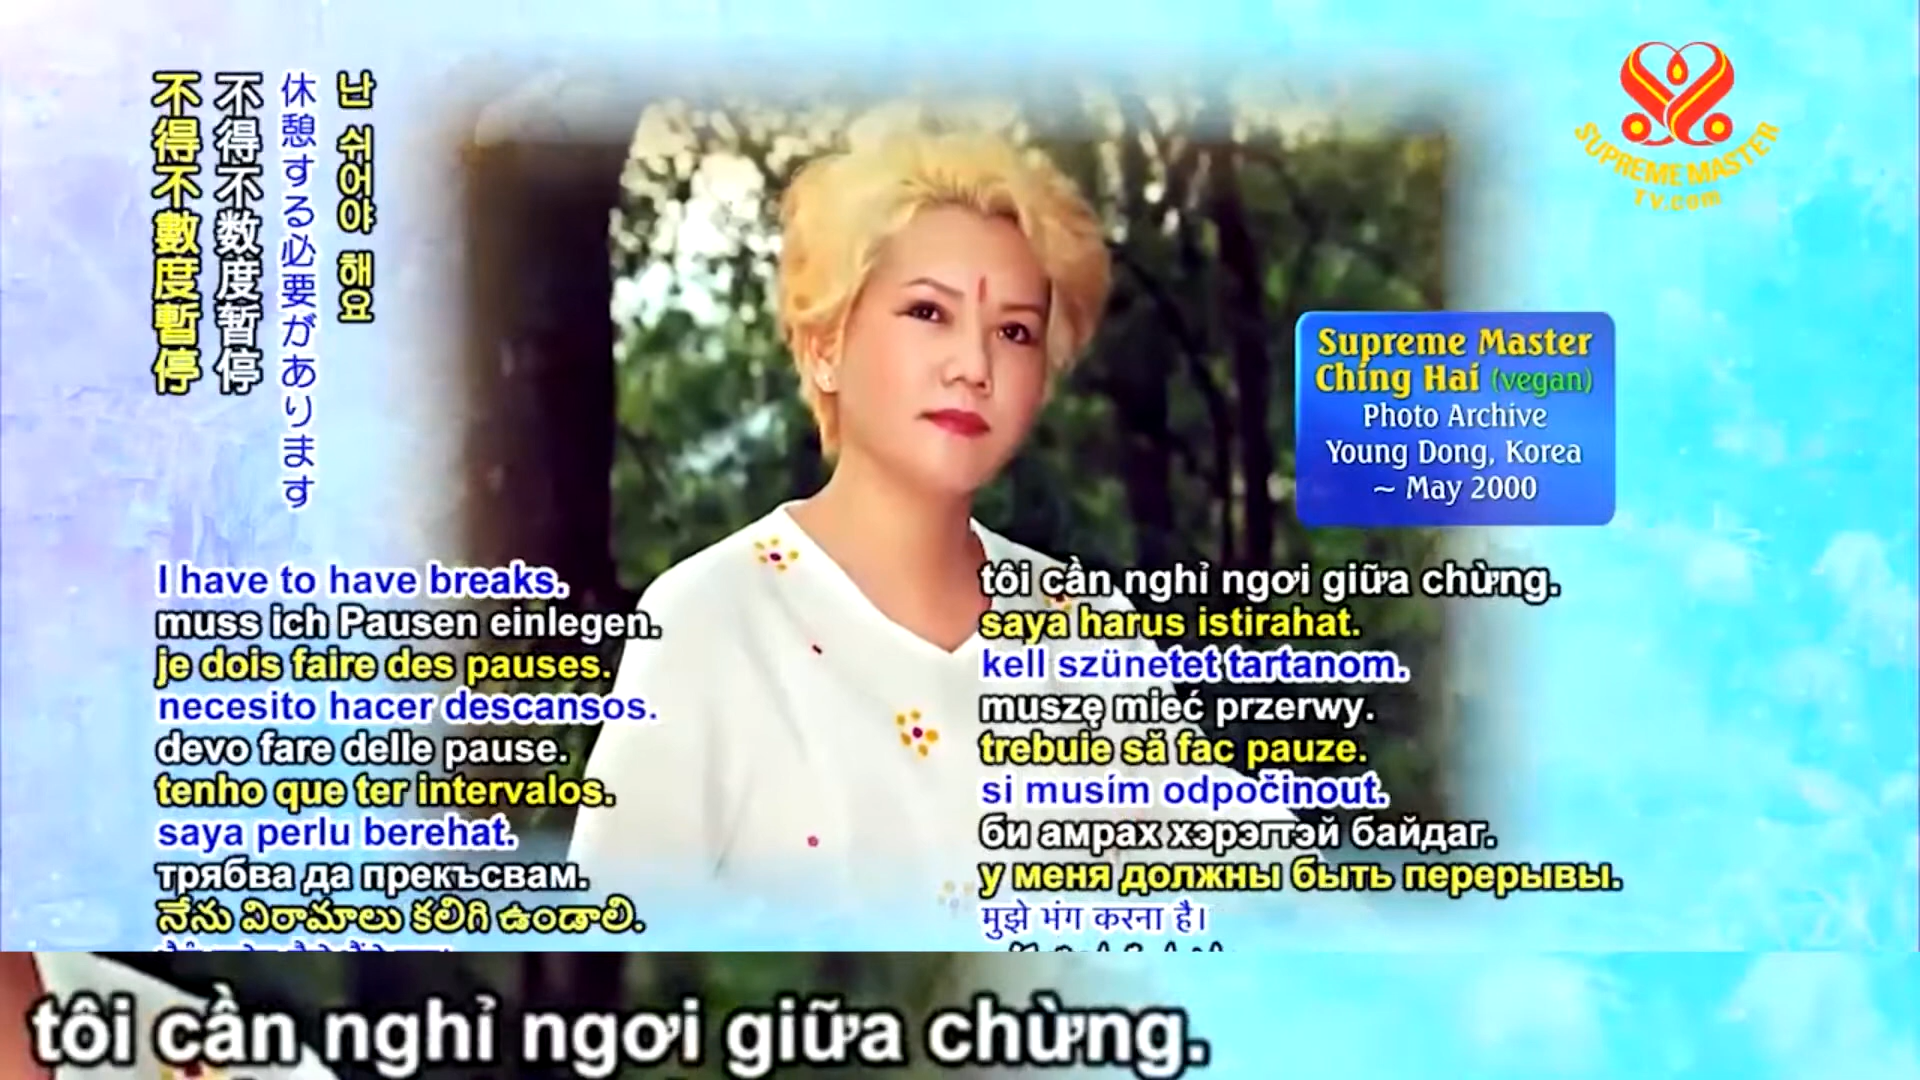 不得不數度暫停
不得不数度暂停
休憩する必要があります
난 쉬어야 해요
SUPREME MASTER
TV.com
Supreme Master
Ching Hai (vegan)
Photo Archive
Young Dong, Korea
~ May 2000
I have to have breaks.
muss ich Pausen einlegen.
je dois faire des pauses.
necesito hacer descansos.
devo fare delle pause.
tenho que ter intervalos.
saya perlu berehat.
трябва да прекъсвам.
నేను విరామాలు కలిగి ఉండాలి.
tôi cần nghỉ ngơi giữa chừng.
saya harus istirahat.
kell szünetet tartanom.
muszę mieć przerwy.
trebuie să fac pauze.
si musím odpočinout.
би амрах хэрэгтэй байдаг.
у меня должны быть перерывы.
मुझे भंग करना है।
tôi cần nghỉ ngơi giữa chừng.